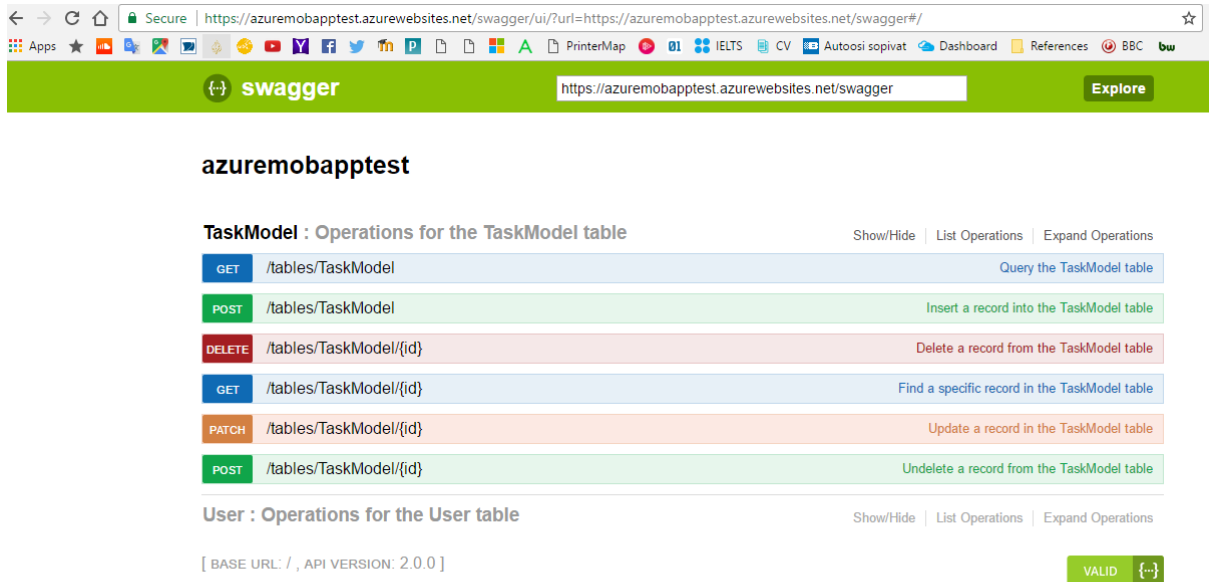 Secure | https://azuremobapptest.azurewebsites.net/swagger/ui/?url=https://azuremobapptest.azurewebsites.net/swagger#/
Apps PrinterMap 01 IELTS CV Autoosi sopivat Dashboard References BBC bw
{··} swagger https://azuremobapptest.azurewebsites.net/swagger Explore
azuremobapptest
TaskModel : Operations for the TaskModel table Show/Hide List Operations Expand Operations
GET /tables/TaskModel Query the TaskModel table
POST /tables/TaskModel Insert a record into the TaskModel table
DELETE /tables/TaskModel/{id} Delete a record from the TaskModel table
GET /tables/TaskModel/{id} Find a specific record in the TaskModel table
PATCH /tables/TaskModel/{id} Update a record in the TaskModel table
POST /tables/TaskModel/{id} Undelete a record from the TaskModel table
User : Operations for the User table Show/Hide List Operations Expand Operations
[ BASE URL: / , API VERSION: 2.0.0 ] VALID {···}